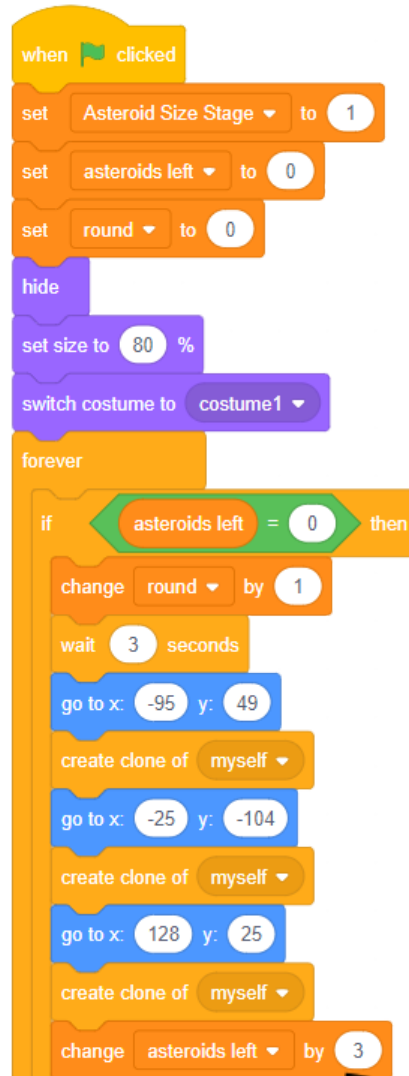 when clicked
set Asteroid Size Stage to 1
set asteroids left to 0
set round to 0
hide
set size to 80 %
switch costume to costume1
forever
if asteroids left = 0 then
change round by 1
wait 3 seconds
go to x: -95 y: 49
create clone of myself
go to x: -25 y: -104
create clone of myself
go to x: 128 y: 25
create clone of myself
change asteroids left by 3